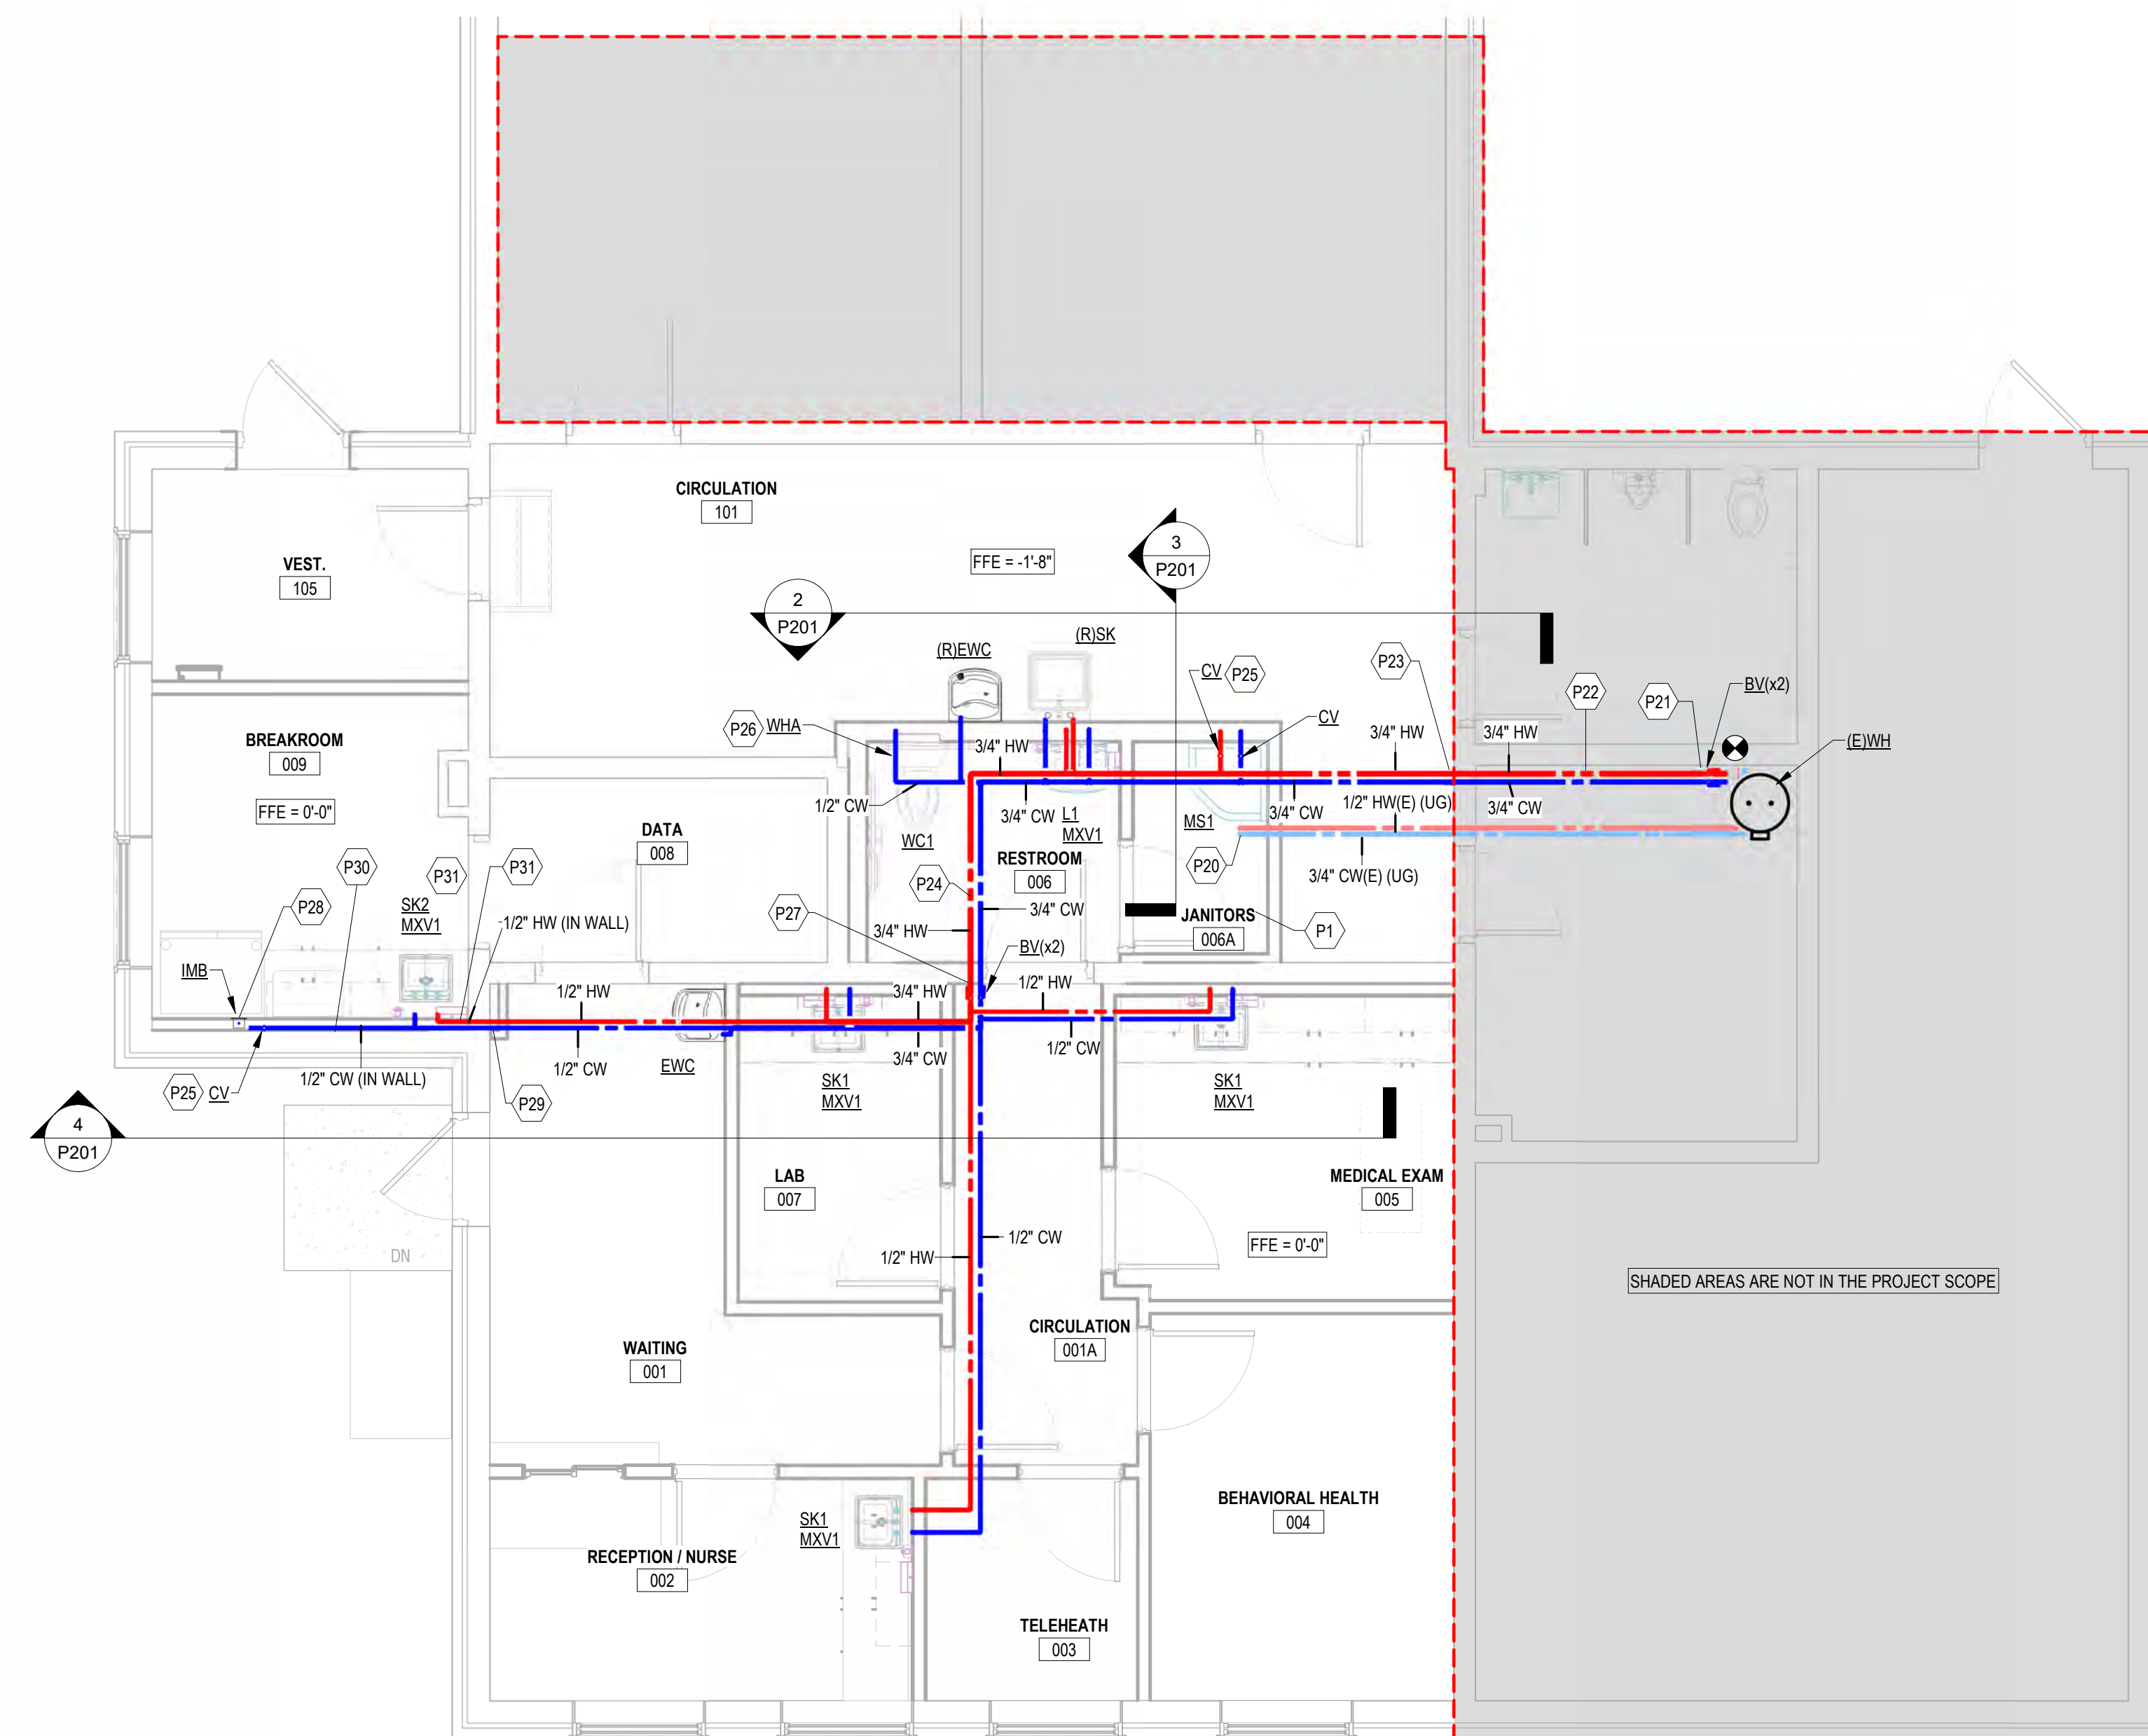 CIRCULATION
101
FFE = -1'-8"
3
P201
VEST.
105
2
P201
(R)EWC
(R)SK
CV
P25
P23
P22
P21
BV(x2)
P26
WHA
CV
BREAKROOM
009
FFE = 0'-0"
3/4" HW
3/4" HW
3/4" HW
(E)WH
1/2" CW
3/4" CW
L1
MXV1
MS1
3/4" CW
1/2" HW(E) (UG)
3/4" CW
DATA
008
WC1
RESTROOM
006
P20
3/4" CW(E) (UG)
P30
P31
P31
P24
P28
SK2
MXV1
1/2" HW (IN WALL)
P27
3/4" CW
JANITORS
006A
P1
3/4" HW
BV(x2)
IMB
1/2" HW
3/4" HW
1/2" HW
1/2" CW
3/4" CW
1/2" CW
EWC
P25
CV
1/2" CW (IN WALL)
P29
SK1
MXV1
SK1
MXV1
4
P201
LAB
007
MEDICAL EXAM
005
DN
1/2" HW
1/2" CW
FFE = 0'-0"
SHADED AREAS ARE NOT IN THE PROJECT SCOPE
WAITING
001
CIRCULATION
001A
BEHAVIORAL HEALTH
004
SK1
MXV1
RECEPTION / NURSE
002
TELEHEATH
003